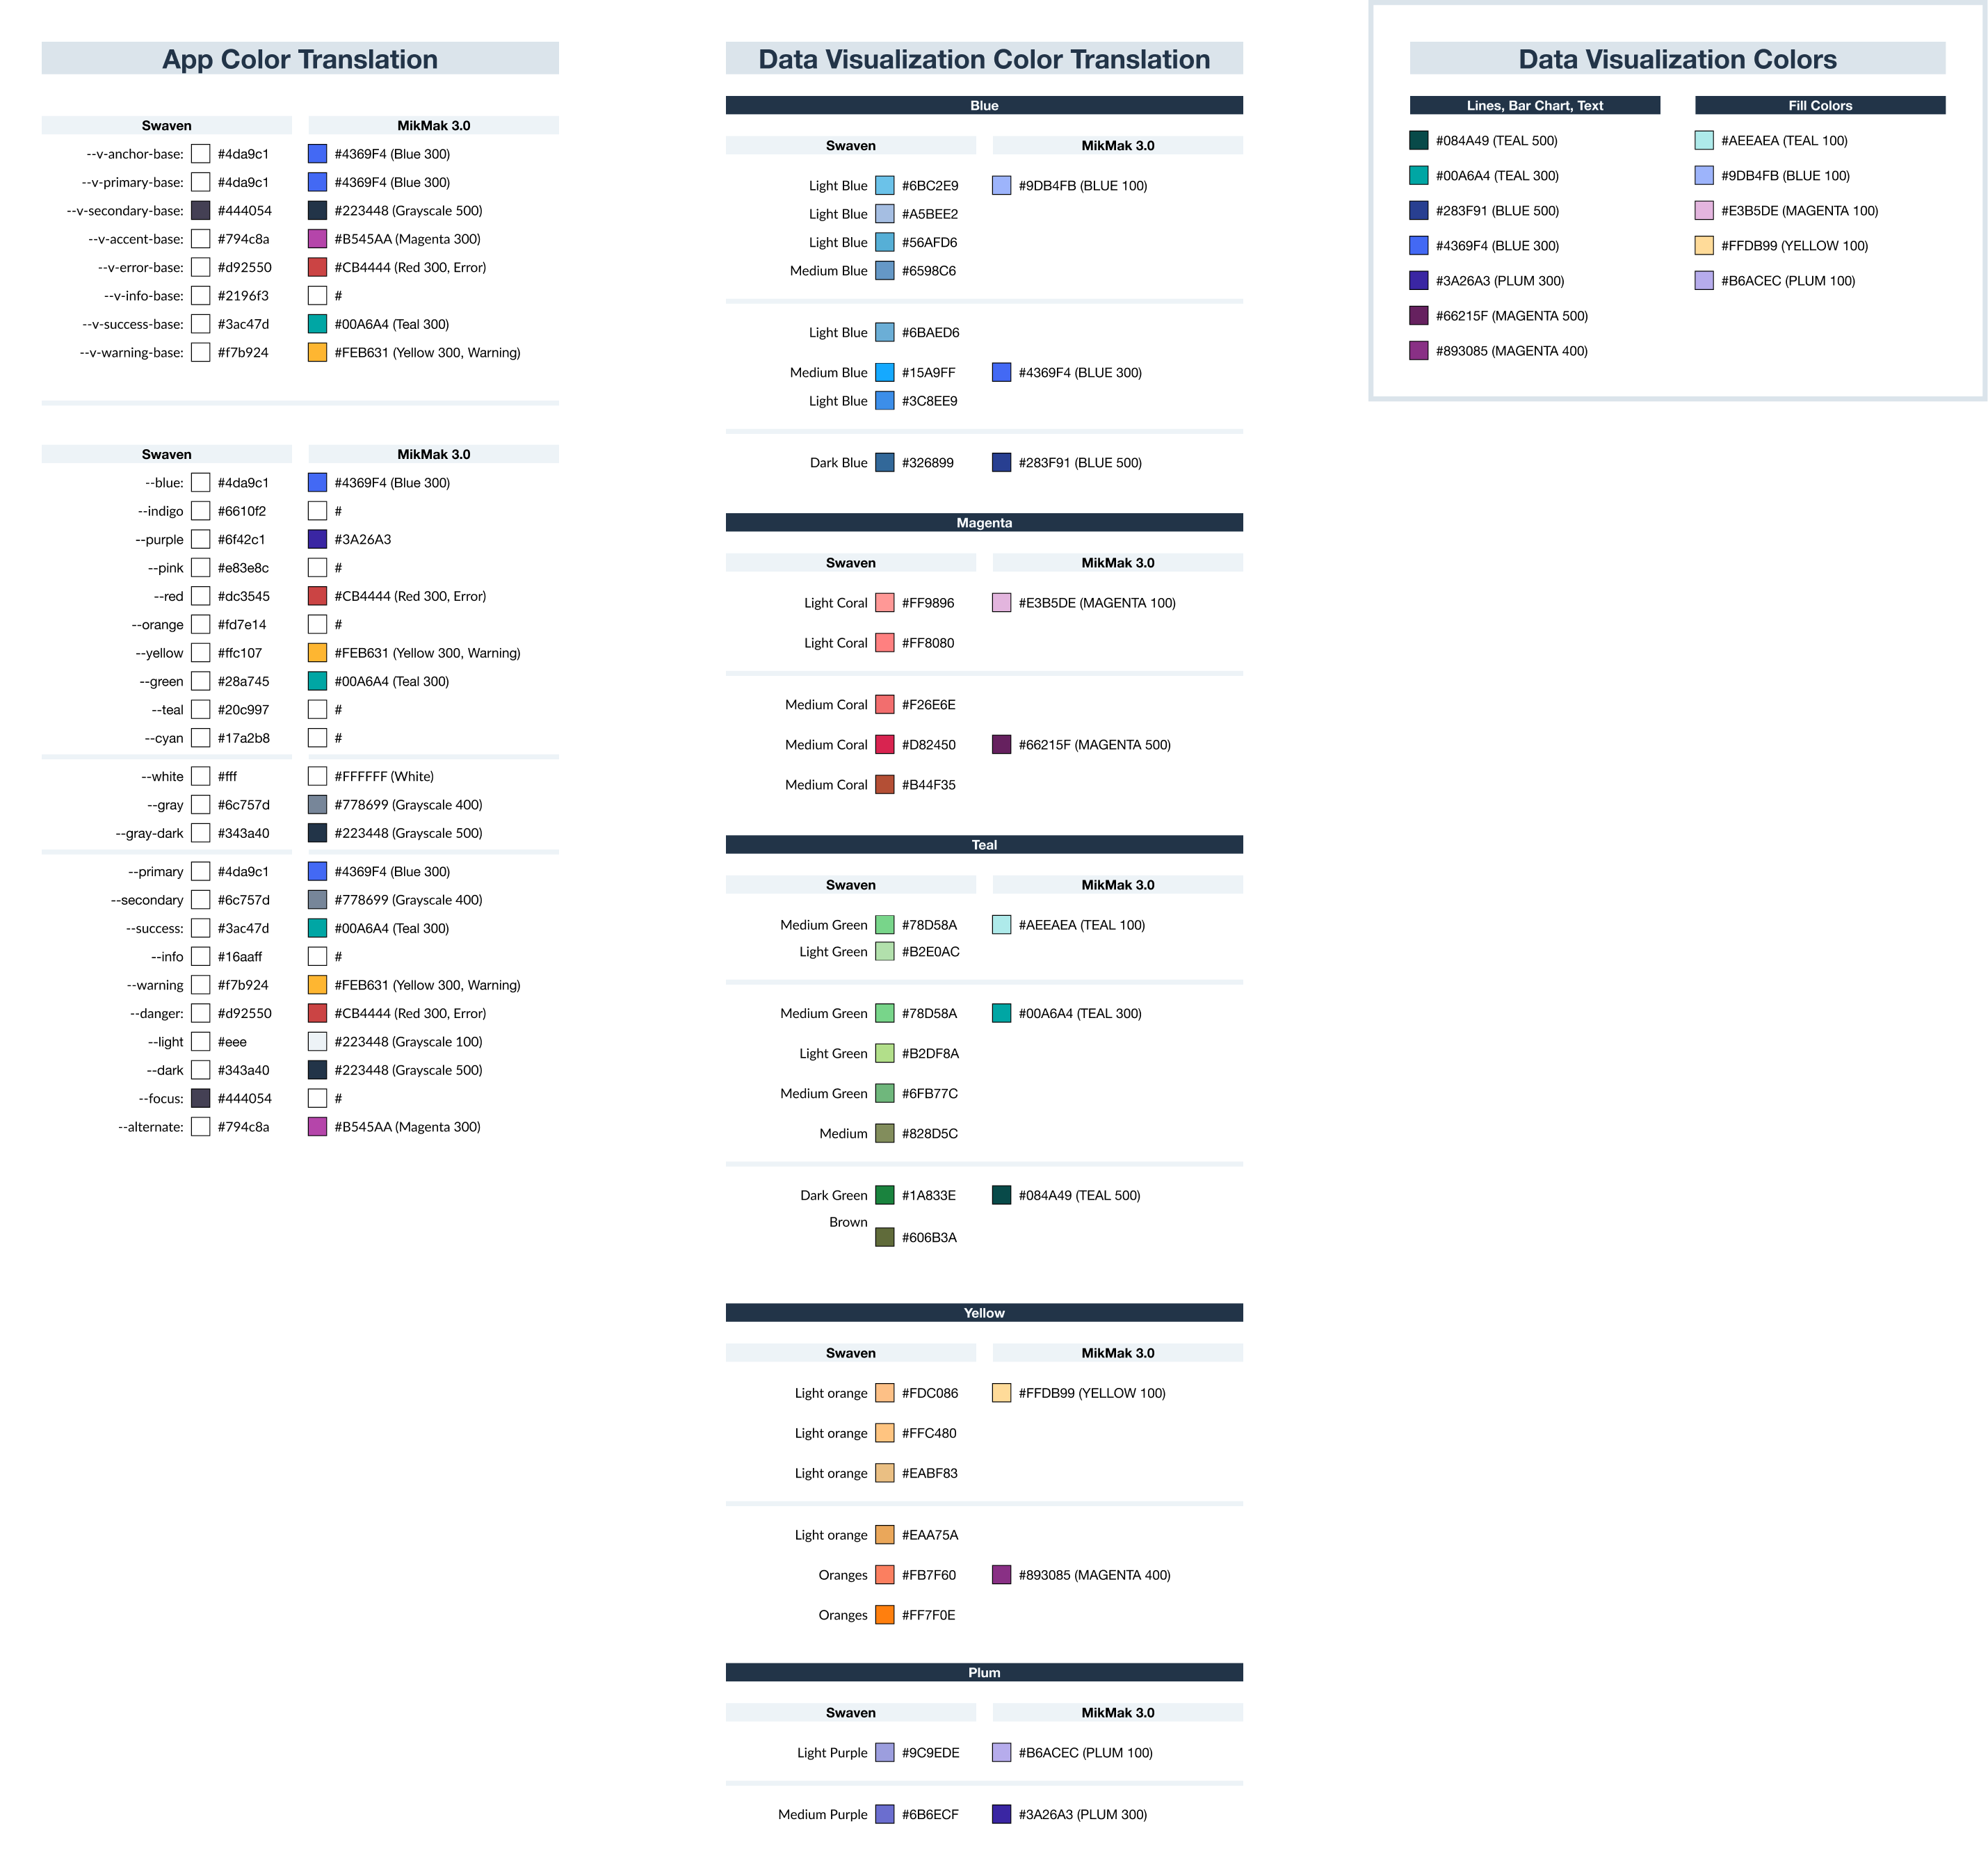 App Color Translation
Swaven MikMak 3.0
--v-anchor-base: #4da9c1 #4369F4 (Blue 300)
--v-primary-base: #4da9c1 #4369F4 (Blue 300)
--v-secondary-base: #444054 #223448 (Grayscale 500)
--v-accent-base: #794c8a #B545AA (Magenta 300)
--v-error-base: #d92550 #CB4444 (Red 300, Error)
--v-info-base: #2196f3 #
--v-success-base: #3ac47d #00A6A4 (Teal 300)
--v-warning-base: #f7b924 #FEB631 (Yellow 300, Warning)
Swaven MikMak 3.0
--blue: #4da9c1 #4369F4 (Blue 300)
--indigo #6610f2 #
--purple #6f42c1 #3A26A3
--pink #e83e8c #
--red #dc3545 #CB4444 (Red 300, Error)
--orange #fd7e14 #
--yellow #ffc107 #FEB631 (Yellow 300, Warning)
--green #28a745 #00A6A4 (Teal 300)
--teal #20c997 #
--cyan #17a2b8 #
--white #fff #FFFFFF (White)
--gray #6c757d #778699 (Grayscale 400)
--gray-dark #343a40 #223448 (Grayscale 500)
--primary #4da9c1 #4369F4 (Blue 300)
--secondary #6c757d #778699 (Grayscale 400)
--success: #3ac47d #00A6A4 (Teal 300)
--info #16aaff #
--warning #f7b924 #FEB631 (Yellow 300, Warning)
--danger: #d92550 #CB4444 (Red 300, Error)
--light #eee #223448 (Grayscale 100)
--dark #343a40 #223448 (Grayscale 500)
--focus: #444054 #
--alternate: #794c8a #B545AA (Magenta 300)
Data Visualization Color Translation
Blue
Swaven MikMak 3.0
Light Blue #6BC2E9 #9DB4FB (BLUE 100)
Light Blue #A5BEE2
Light Blue #56AFD6
Medium Blue #6598C6
Light Blue #6BAED6
Medium Blue #15A9FF #4369F4 (BLUE 300)
Light Blue #3C8EE9
Dark Blue #326899 #283F91 (BLUE 500)
Magenta
Swaven MikMak 3.0
Light Coral #FF9896 #E3B5DE (MAGENTA 100)
Light Coral #FF8080
Medium Coral #F26E6E
Medium Coral #D82450 #66215F (MAGENTA 500)
Medium Coral #B44F35
Teal
Swaven MikMak 3.0
Medium Green #78D58A #AEEAEA (TEAL 100)
Light Green #B2E0AC
Medium Green #78D58A #00A6A4 (TEAL 300)
Light Green #B2DF8A
Medium Green #6FB77C
Medium #828D5C
Dark Green #1A833E #084A49 (TEAL 500)
Brown
#606B3A
Yellow
Swaven MikMak 3.0
Light orange #FDC086 #FFDB99 (YELLOW 100)
Light orange #FFC480
Light orange #EABF83
Light orange #EAA75A
Oranges #FB7F60 #893085 (MAGENTA 400)
Oranges #FF7F0E
Plum
Swaven MikMak 3.0
Light Purple #9C9EDE #B6ACEC (PLUM 100)
Medium Purple #6B6ECF #3A26A3 (PLUM 300)
Data Visualization Colors
Lines, Bar Chart, Text Fill Colors
#084A49 (TEAL 500) #AEEAEA (TEAL 100)
#00A6A4 (TEAL 300) #9DB4FB (BLUE 100)
#283F91 (BLUE 500) #E3B5DE (MAGENTA 100)
#4369F4 (BLUE 300) #FFDB99 (YELLOW 100)
#3A26A3 (PLUM 300) #B6ACEC (PLUM 100)
#66215F (MAGENTA 500)
#893085 (MAGENTA 400)